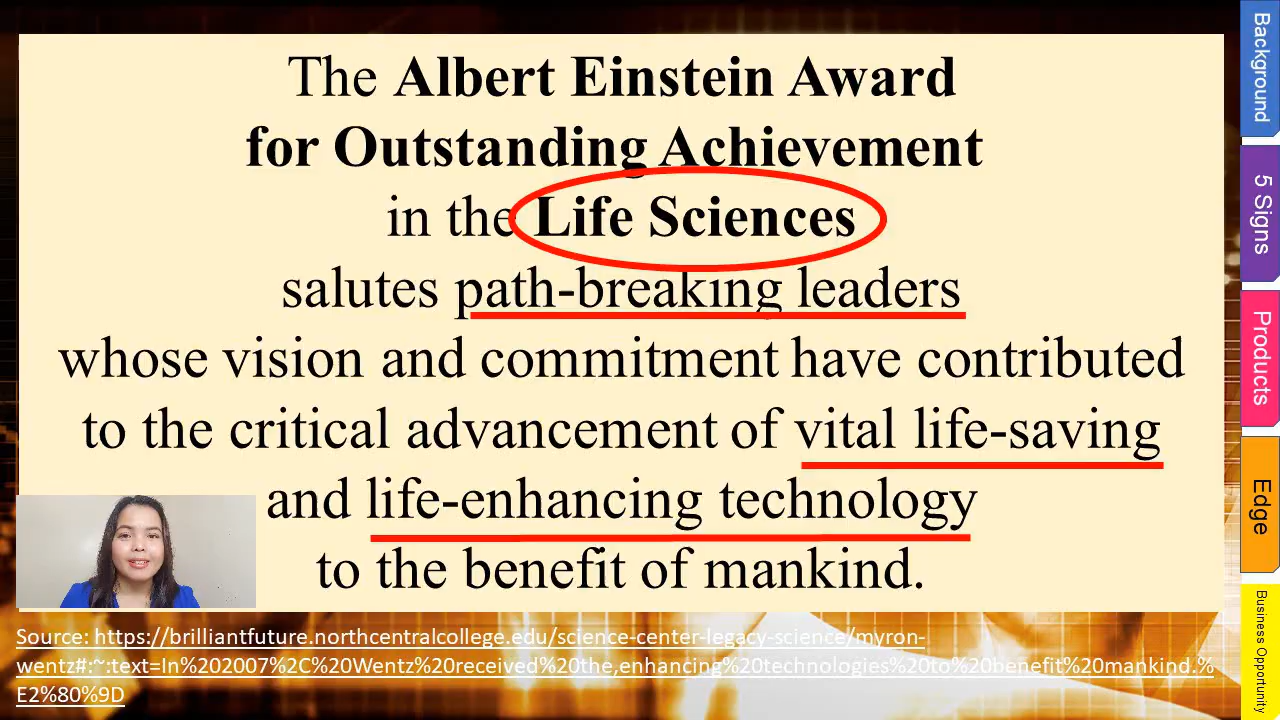 The Albert Einstein Award
for Outstanding Achievement
in the Life Sciences
salutes path-breaking leaders
whose vision and commitment have contributed
to the critical advancement of vital life-saving
and life-enhancing technology
to the benefit of mankind.
Source: https://brilliantfuture.northcentralcollege.edu/science-center-legacy-science/myron-
wentz#:~:text=In%202007%2C%20Wentz%20received%20the,enhancing%20technologies%20to%20benefit%20mankind.%
E2%80%9D
Background
5 Signs
Products
Edge
Business Opportunity